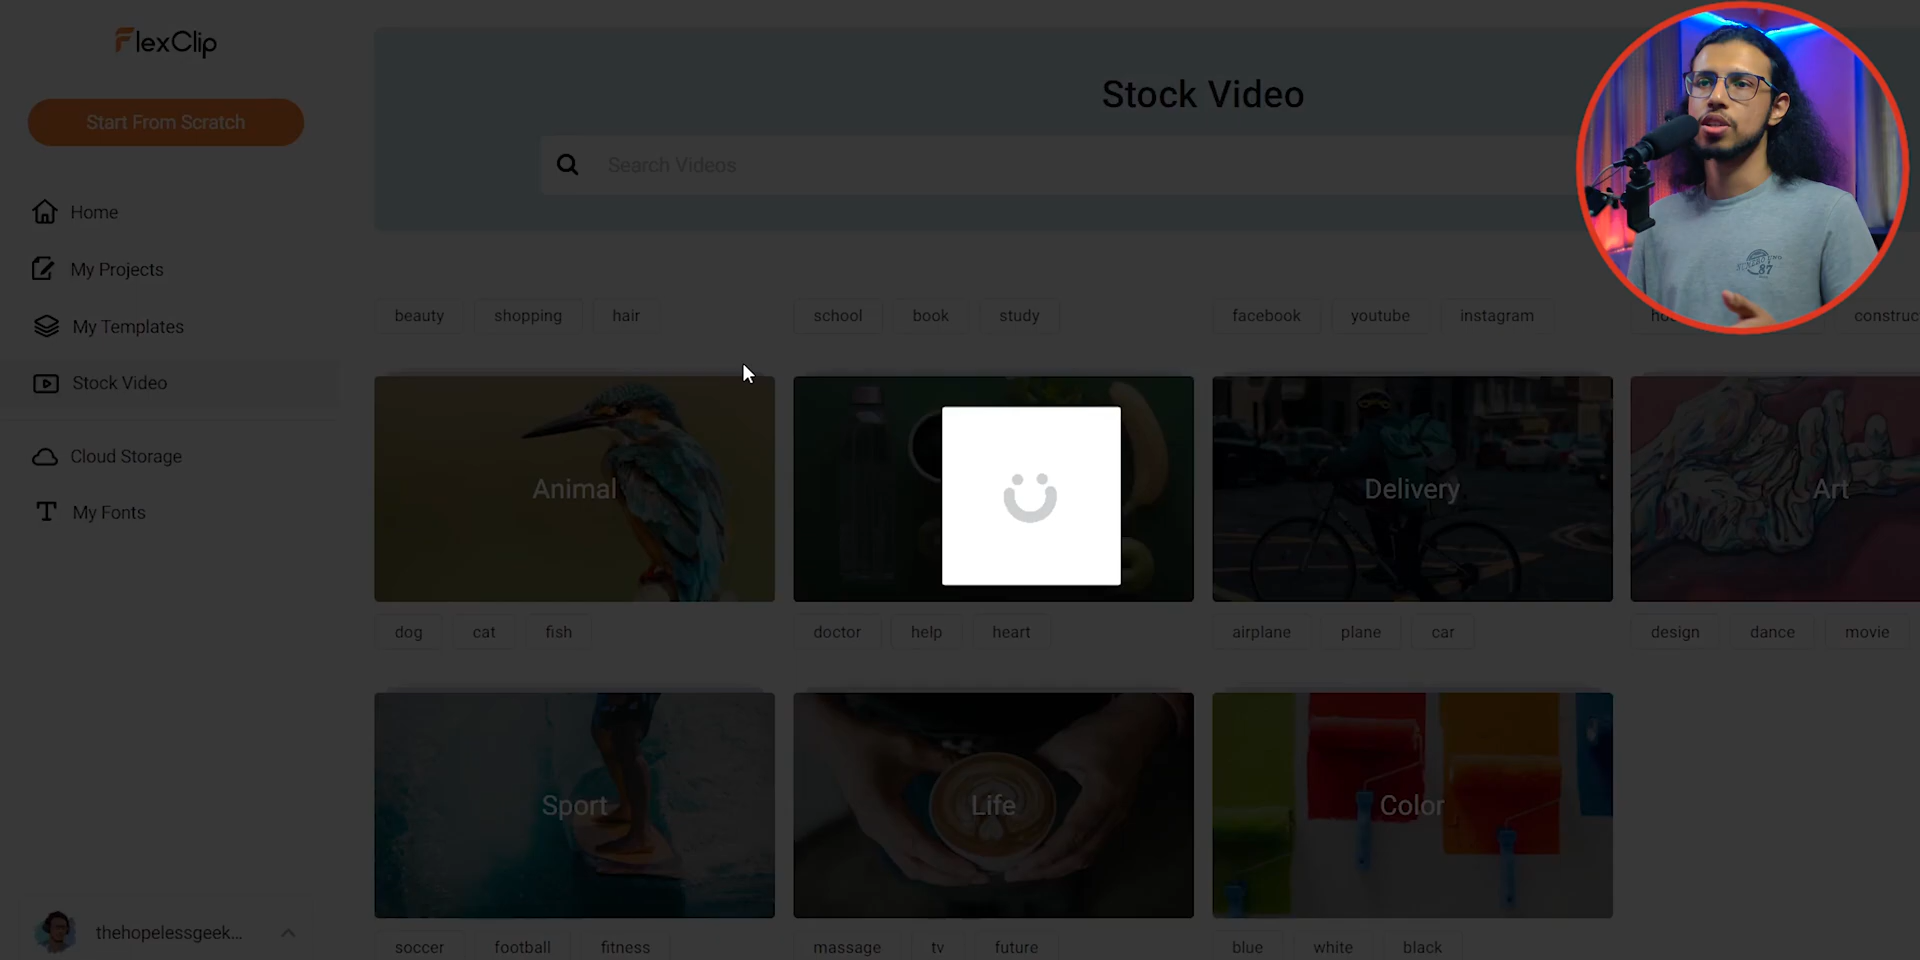 FlexClip
Start From Scratch
Home
My Projects
My Templates
Stock Video
Cloud Storage
My Fonts
thehopelessgeek...
Stock Video
Search Videos
beauty shopping hair
school book study
facebook youtube instagram
construc
Animal
Delivery
Art
dog cat fish
doctor help heart
airplane plane car
design dance movie
Sport
Life
Color
soccer football fitness
massage tv future
blue white black
87